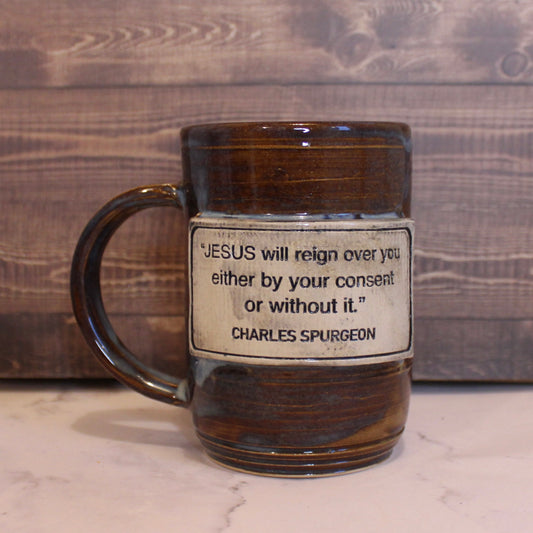 “JESUS will reign over you
either by your consent
or without it.”
CHARLES SPURGEON